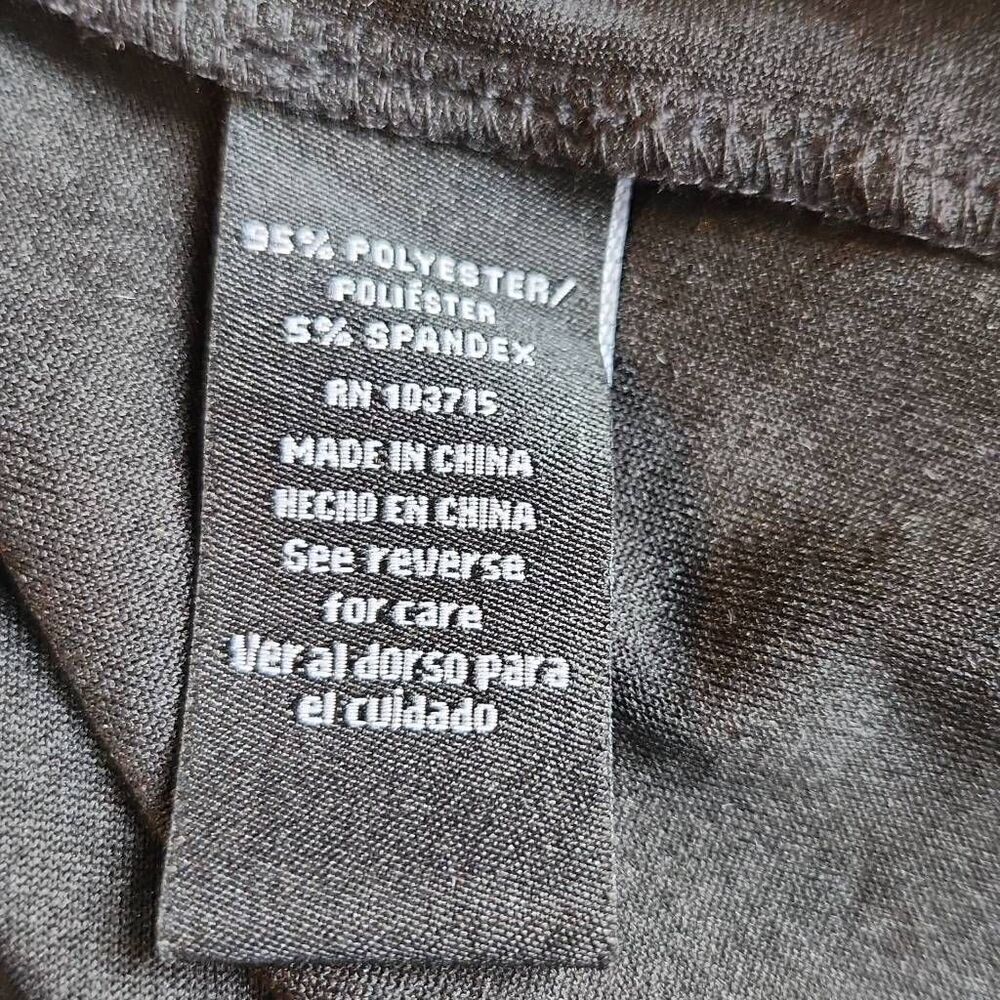 95% POLYESTER/
POLIÉSTER
5% SPANDEX
RN 103715
MADE IN CHINA
HECHO EN CHINA
See reverse
for care
Ver al dorso para
el cuidado